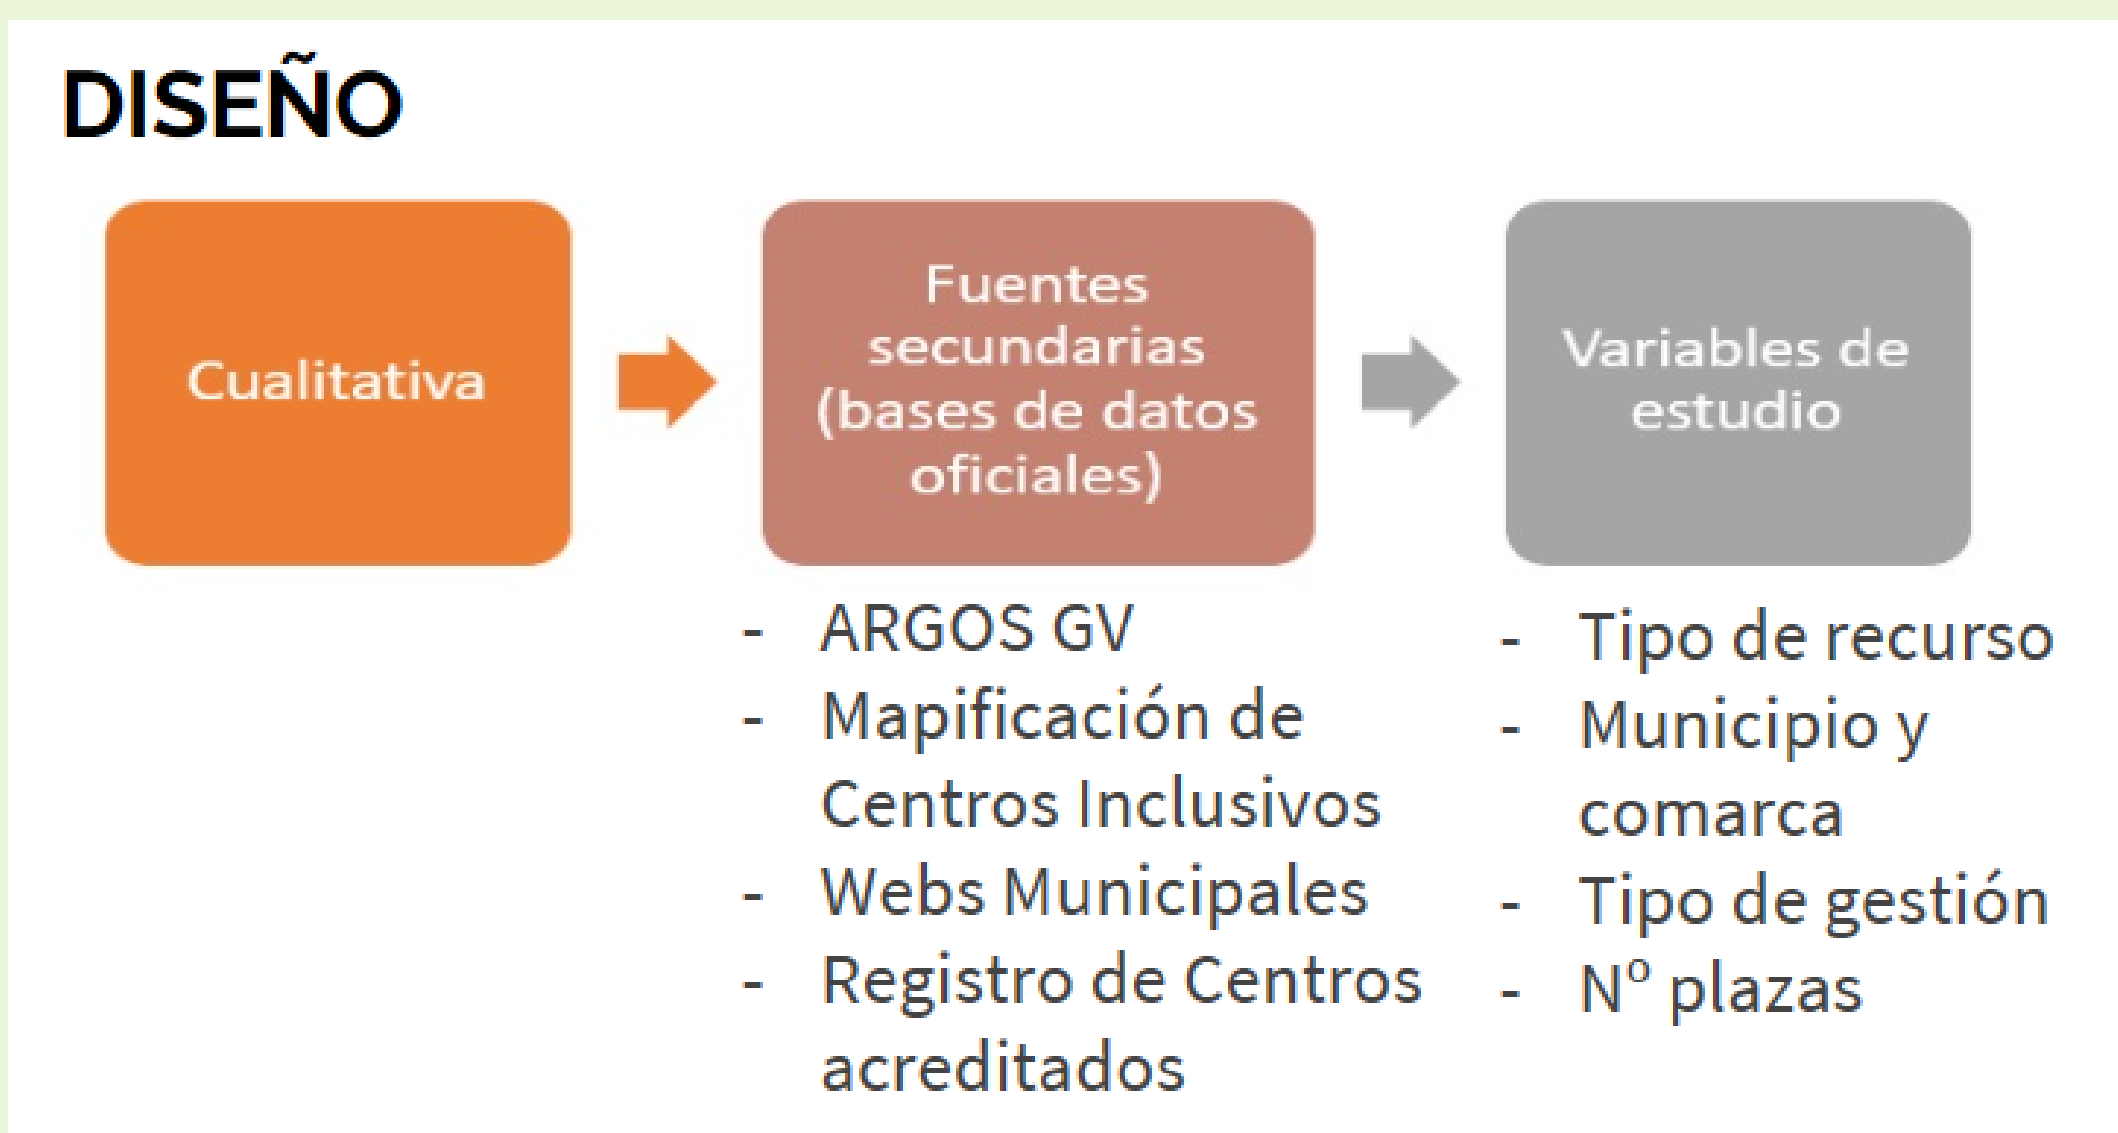 DISEÑO
Cualitativa
Fuentes
secundarias
(bases de datos
oficiales)
Variables de
estudio
- ARGOS GV
- Mapificación de
Centros Inclusivos
- Webs Municipales
- Registro de Centros
acreditados
- Tipo de recurso
- Municipio y
comarca
- Tipo de gestión
- Nº plazas